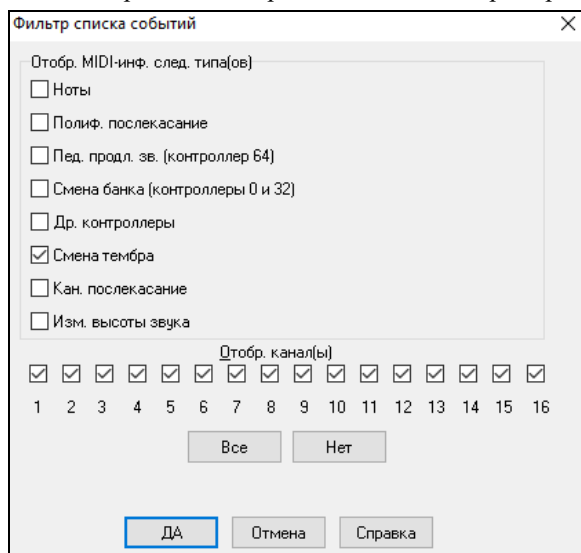 Фильтр списка событий
Отобр. MIDI-инф. след. типа(ов)
Ноты
Полиф. послекасание
Пед. продл. зв. (контроллер 64)
Смена банка (контроллеры 0 и 32)
Др. контроллеры
Смена тембра
Кан. послекасание
Изм. высоты звука
Отобр. канал(ы)
1 2 3 4 5 6 7 8 9 10 11 12 13 14 15 16
Все Нет
ДА Отмена Справка